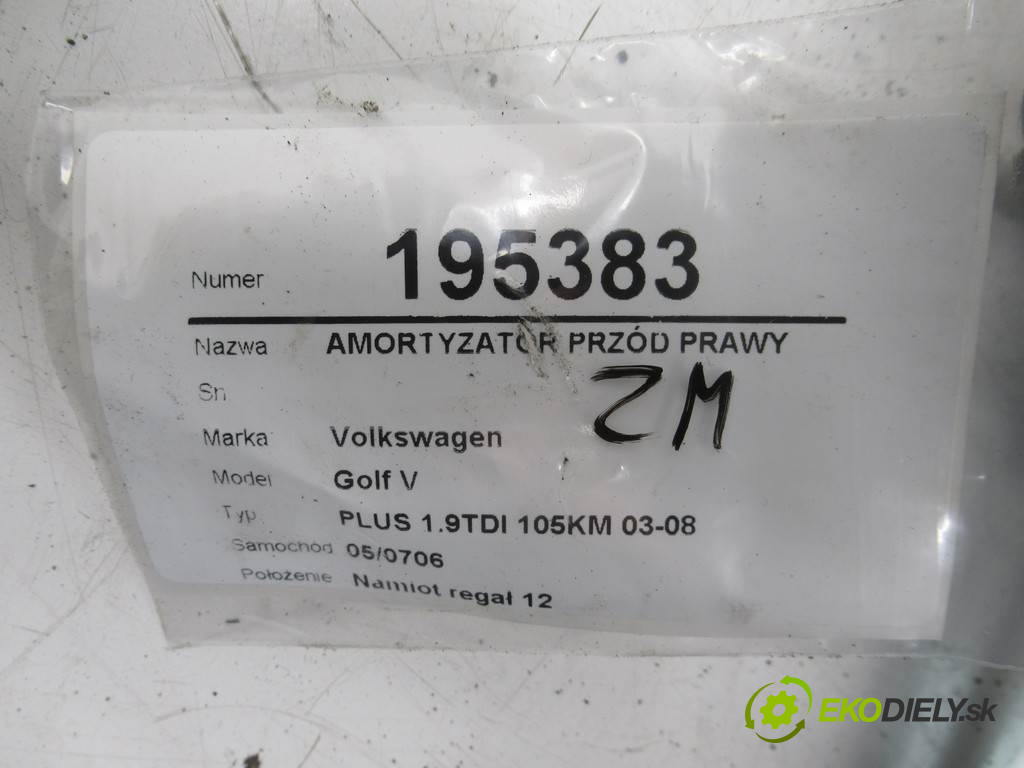 Numer 195383
Nazwa AMORTYZATOR PRZÓD PRAWY
Sn
ZM
Marka Volkswagen
Model Golf V
Typ PLUS 1.9TDI 105KM 03-08
Samochód 05/0706
Położenie Namiot regał 12
EKODIELY.sk